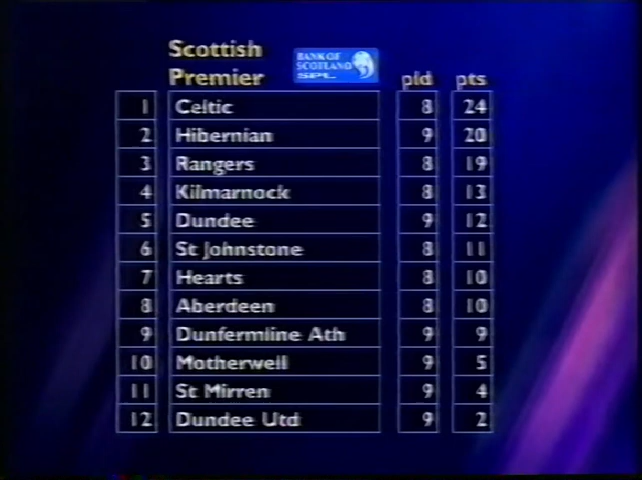 Scottish
Premier
BANK OF
SCOTLAND
SPL
pld pts
1 Celtic 8 24
2 Hibernian 9 20
3 Rangers 8 19
4 Kilmarnock 8 13
5 Dundee 9 12
6 St Johnstone 8 11
7 Hearts 8 10
8 Aberdeen 8 10
9 Dunfermline Ath 9 9
10 Motherwell 9 5
11 St Mirren 9 4
12 Dundee Utd 9 2